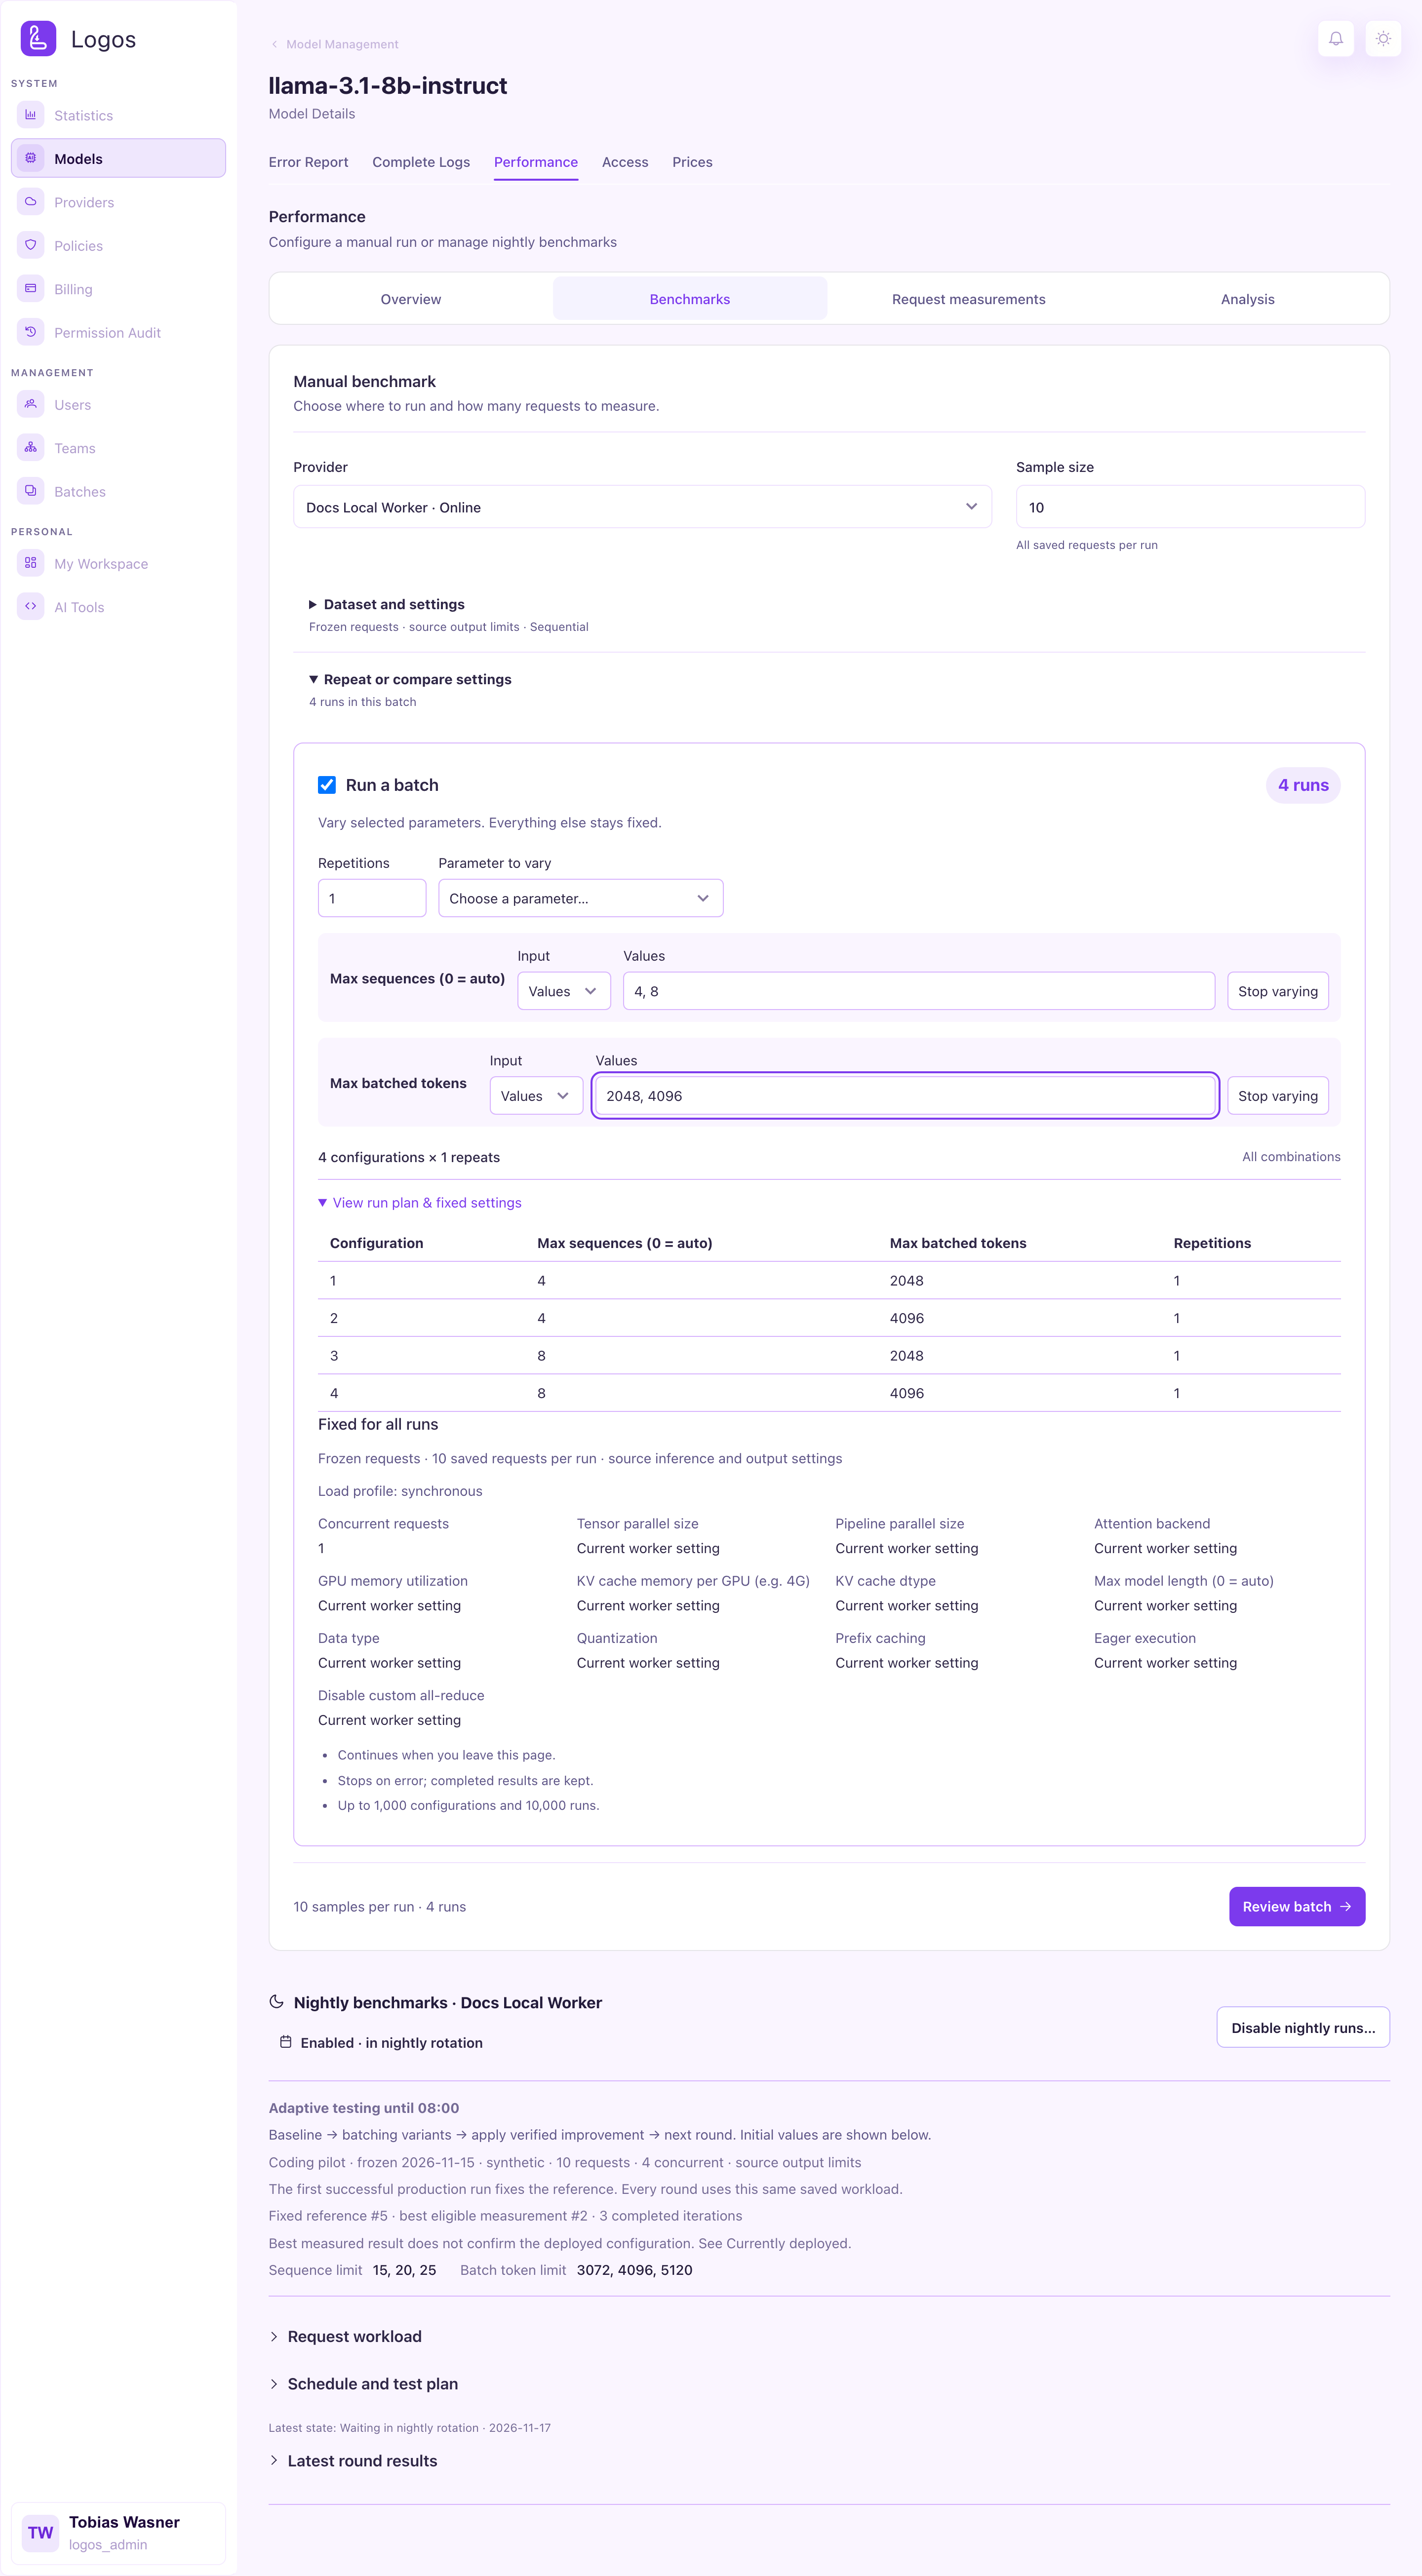 Logos
SYSTEM
Statistics
Models
Providers
Policies
Billing
Permission Audit
MANAGEMENT
Users
Teams
Batches
PERSONAL
My Workspace
AI Tools
TW
Tobias Wasner
logos_admin
Model Management
llama-3.1-8b-instruct
Model Details
Error Report Complete Logs Performance Access Prices
Performance
Configure a manual run or manage nightly benchmarks
Overview Benchmarks Request measurements Analysis
Manual benchmark
Choose where to run and how many requests to measure.
Provider Sample size
Docs Local Worker · Online 10
All saved requests per run
Dataset and settings
Frozen requests · source output limits · Sequential
Repeat or compare settings
4 runs in this batch
Run a batch 4 runs
Vary selected parameters. Everything else stays fixed.
Repetitions Parameter to vary
1 Choose a parameter...
Input Values
Max sequences (0 = auto) Values 4, 8 Stop varying
Input Values
Max batched tokens Values 2048, 4096 Stop varying
4 configurations × 1 repeats All combinations
View run plan & fixed settings
Configuration Max sequences (0 = auto) Max batched tokens Repetitions
1 4 2048 1
2 4 4096 1
3 8 2048 1
4 8 4096 1
Fixed for all runs
Frozen requests · 10 saved requests per run · source inference and output settings
Load profile: synchronous
Concurrent requests Tensor parallel size Pipeline parallel size Attention backend
1 Current worker setting Current worker setting Current worker setting
GPU memory utilization KV cache memory per GPU (e.g. 4G) KV cache dtype Max model length (0 = auto)
Current worker setting Current worker setting Current worker setting Current worker setting
Data type Quantization Prefix caching Eager execution
Current worker setting Current worker setting Current worker setting Current worker setting
Disable custom all-reduce
Current worker setting
• Continues when you leave this page.
• Stops on error; completed results are kept.
• Up to 1,000 configurations and 10,000 runs.
10 samples per run · 4 runs Review batch →
Nightly benchmarks · Docs Local Worker
Enabled · in nightly rotation Disable nightly runs...
Adaptive testing until 08:00
Baseline → batching variants → apply verified improvement → next round. Initial values are shown below.
Coding pilot · frozen 2026-11-15 · synthetic · 10 requests · 4 concurrent · source output limits
The first successful production run fixes the reference. Every round uses this same saved workload.
Fixed reference #5 · best eligible measurement #2 · 3 completed iterations
Best measured result does not confirm the deployed configuration. See Currently deployed.
Sequence limit 15, 20, 25 Batch token limit 3072, 4096, 5120
Request workload
Schedule and test plan
Latest state: Waiting in nightly rotation · 2026-11-17
Latest round results